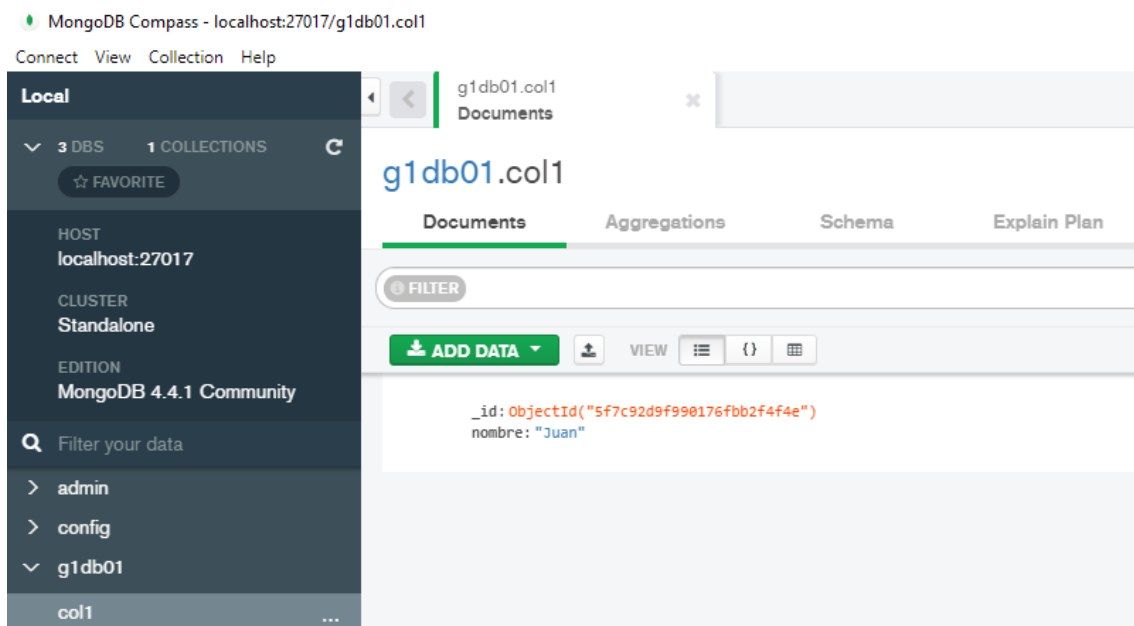 MongoDB Compass - localhost:27017/g1db01.col1
Connect View Collection Help
Local
3 DBS 1 COLLECTIONS
FAVORITE
HOST
localhost:27017
CLUSTER
Standalone
EDITION
MongoDB 4.4.1 Community
Filter your data
admin
config
g1db01
col1 ...
g1db01.col1
Documents
g1db01.col1
Documents Aggregations Schema Explain Plan
FILTER
ADD DATA VIEW {}
_id: ObjectId("5f7c92d9f990176fbb2f4f4e")
nombre: "Juan"